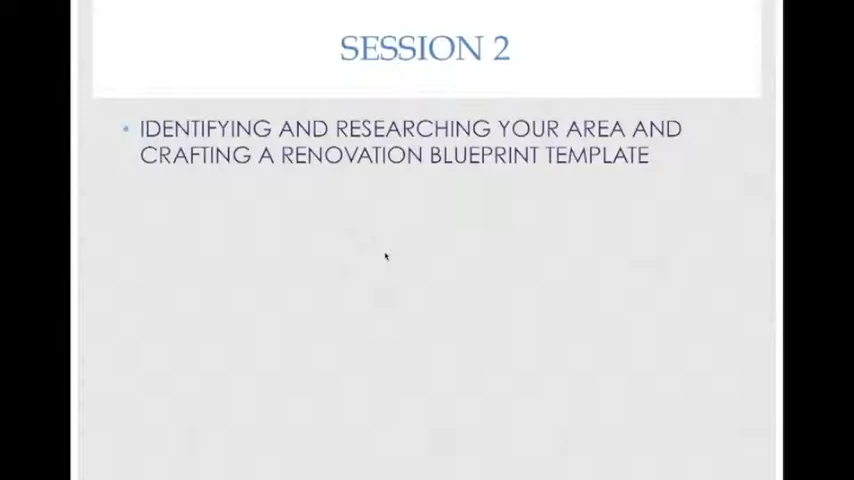 SESSION 2
• IDENTIFYING AND RESEARCHING YOUR AREA AND
CRAFTING A RENOVATION BLUEPRINT TEMPLATE